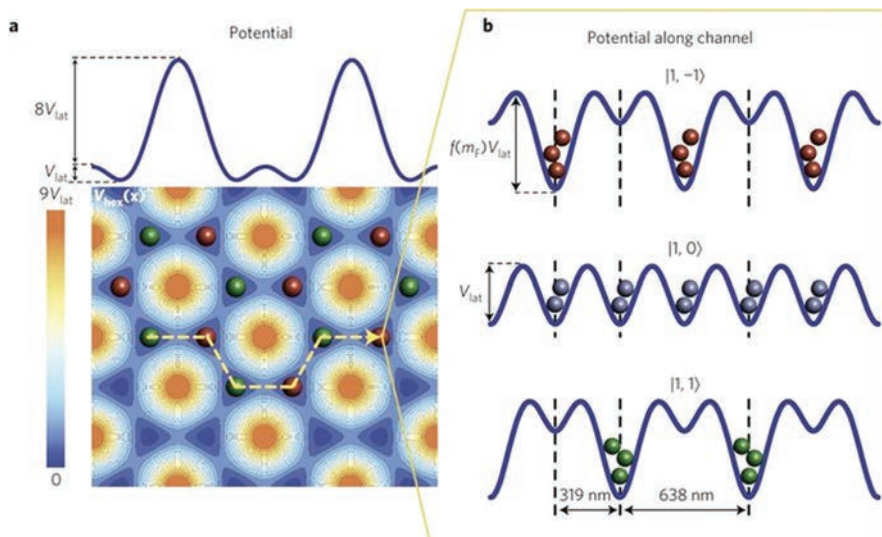 a
Potential
8V_lat
V_lat
9V_lat
V_hex(x)
0
b
Potential along channel
|1, −1⟩
f(m_F)V_lat
|1, 0⟩
V_lat
|1, 1⟩
319 nm
638 nm